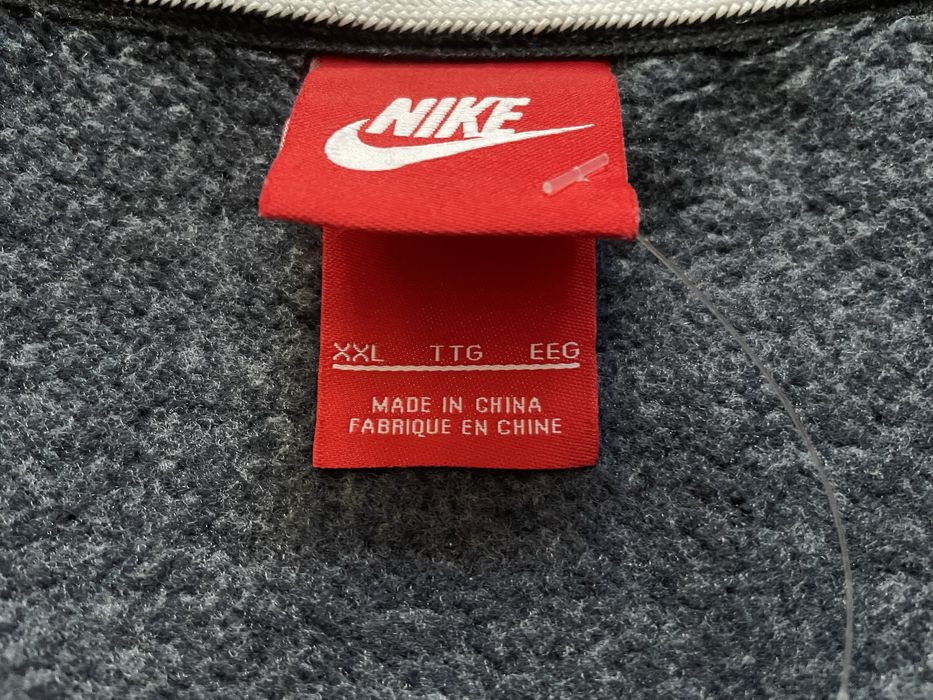 NIKE
XXL TTG EEG
MADE IN CHINA
FABRIQUE EN CHINE